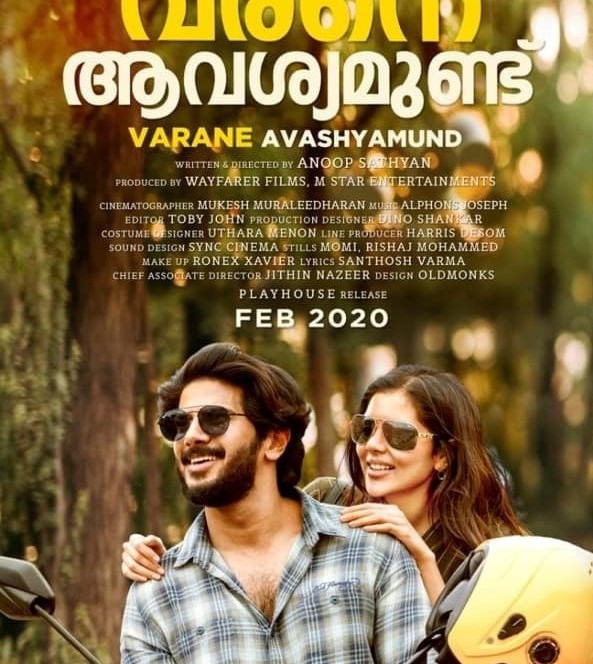 വരനെ
ആവശ്യമുണ്ട്
VARANE AVASHYAMUND
WRITTEN & DIRECTED BY ANOOP SATHYAN
PRODUCED BY WAYFARER FILMS, M STAR ENTERTAINMENTS
CINEMATOGRAPHER MUKESH MURALEEDHARAN MUSIC ALPHONS JOSEPH
EDITOR TOBY JOHN PRODUCTION DESIGNER DINO SHANKAR
COSTUME DESIGNER UTHARA MENON LINE PRODUCER HARRIS DESOM
SOUND DESIGN SYNC CINEMA STILLS MOMI, RISHAJ MOHAMMED
MAKE UP RONEX XAVIER LYRICS SANTHOSH VARMA
CHIEF ASSOCIATE DIRECTOR JITHIN NAZEER DESIGN OLDMONKS
PLAYHOUSE RELEASE
FEB 2020